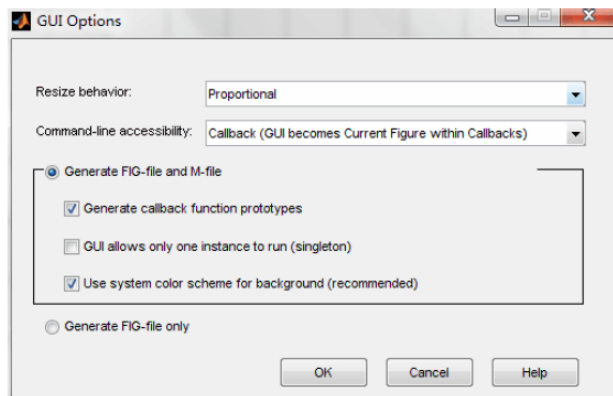 GUI Options
Resize behavior: Proportional
Command-line accessibility: Callback (GUI becomes Current Figure within Callbacks)
Generate FIG-file and M-file
Generate callback function prototypes
GUI allows only one instance to run (singleton)
Use system color scheme for background (recommended)
Generate FIG-file only
OK Cancel Help